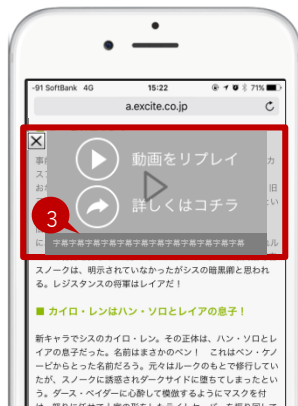 -91 SoftBank 4G 15:22 71%
a.excite.co.jp
動画をリプレイ
詳しくはコチラ
3
字幕字幕字幕字幕字幕字幕字幕字幕字幕字幕字幕字幕字幕
スノークは、明示されていなかったがシスの暗黒卿と思われ
る。レジスタンスの将軍はレイアだ!
■ カイロ・レンはハン・ソロとレイアの息子!
新キャラでシスのカイロ・レン。その正体は、ハン・ソロとレ
イアの息子だった。名前はまさかのベン! これはベン・ケノ
ービからとった名前だろう。元々はルークのもとで修行してい
たが、スノークに誘惑されダークサイドに堕ちてしまったとい
う。ダース・ベイダーに心酔して模倣するようにマスクを付